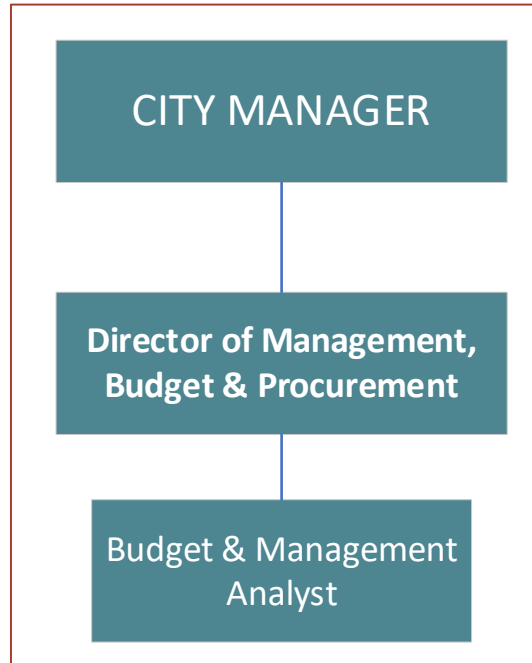 CITY MANAGER
Director of Management,
Budget & Procurement
Budget & Management
Analyst